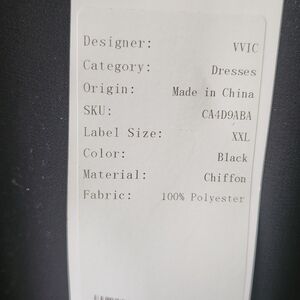 Designer: VVIC
Category: Dresses
Origin: Made in China
SKU: CA4D9ABA
Label Size: XXL
Color: Black
Material: Chiffon
Fabric: 100% Polyester